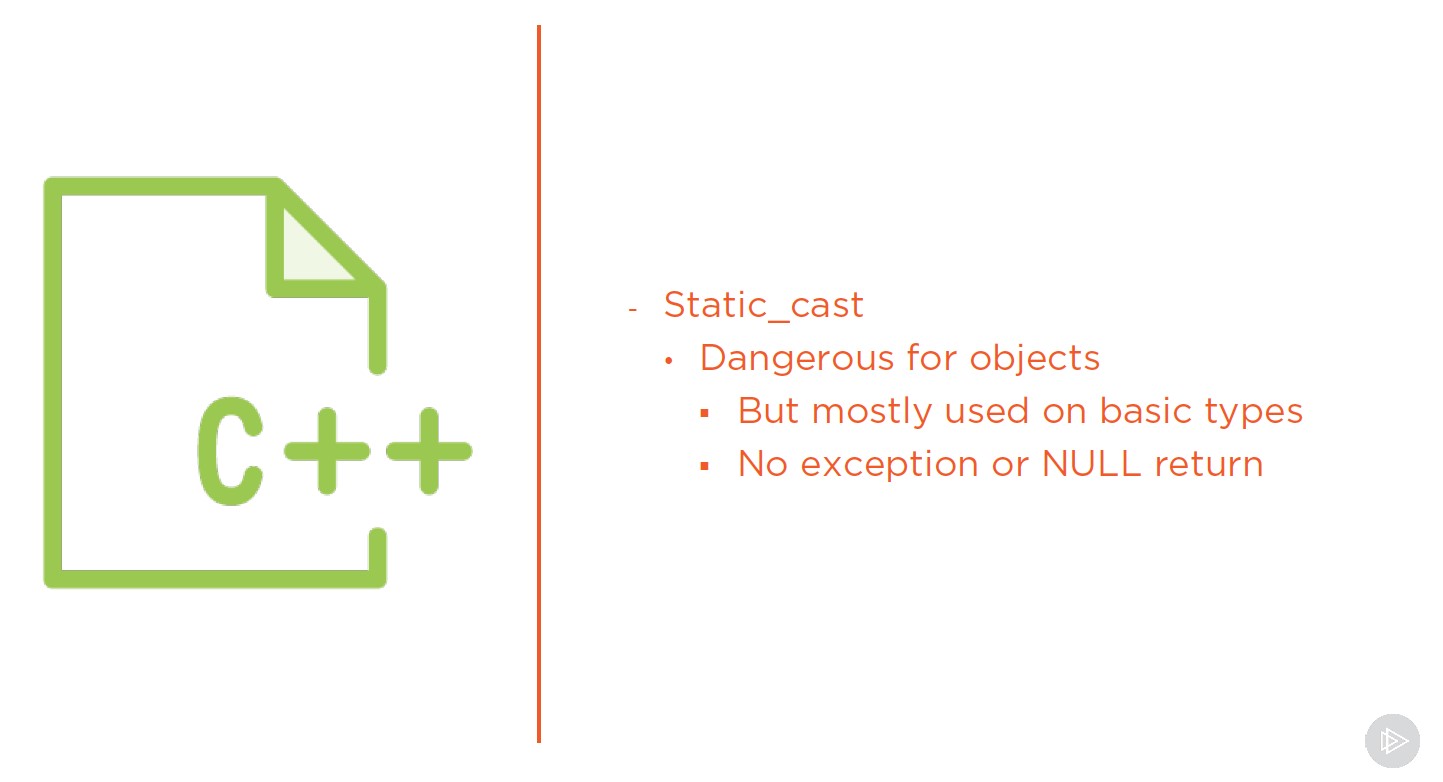 C++
- Static_cast
• Dangerous for objects
▪ But mostly used on basic types
▪ No exception or NULL return